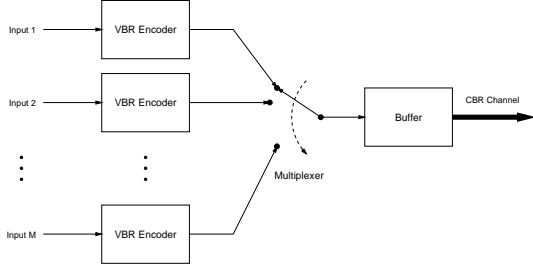 Input 1
VBR Encoder
Input 2
VBR Encoder
CBR Channel
Buffer
Multiplexer
Input M
VBR Encoder